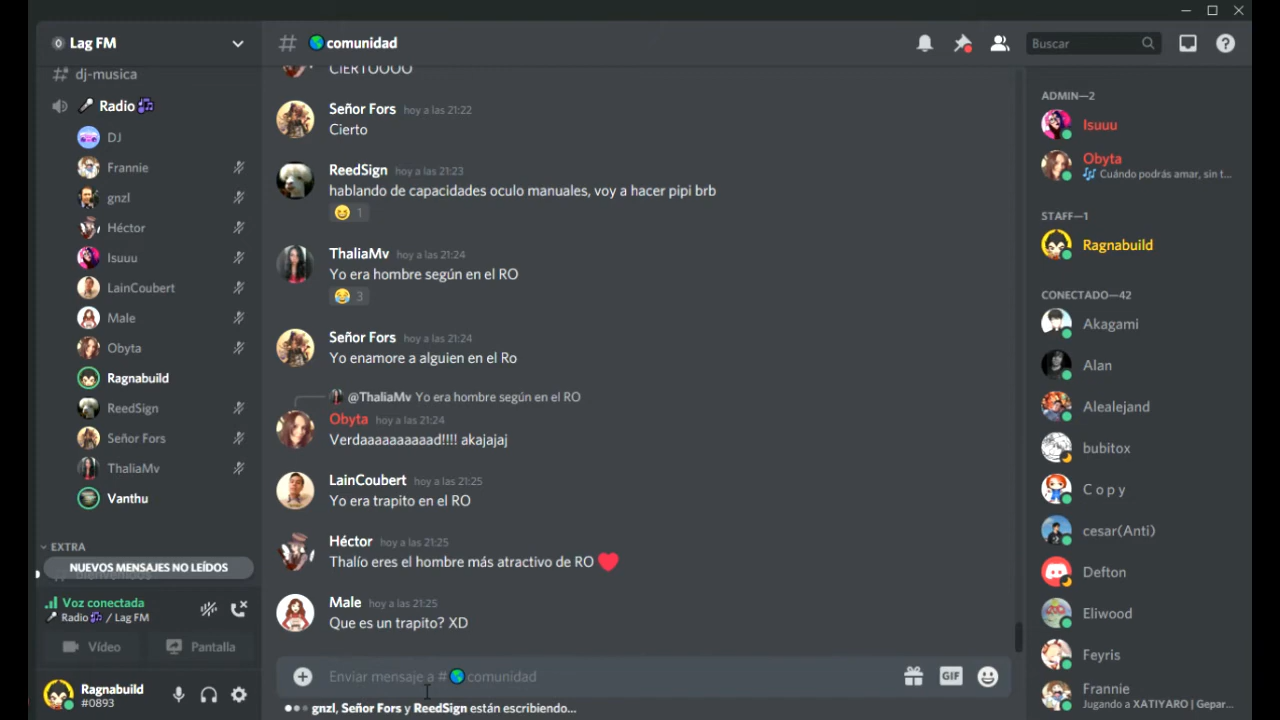 Lag FM
dj-musica
Radio
DJ
Frannie
gnzl
Héctor
Isuuu
LainCoubert
Male
Obyta
Ragnabuild
ReedSign
Señor Fors
ThaliaMv
Vanthu
EXTRA
NUEVOS MENSAJES NO LEÍDOS
Voz conectada
Radio / Lag FM
Vídeo
Pantalla
Ragnabuild
#0893
# comunidad
CIERTOOOO
Señor Fors hoy a las 21:22
Cierto
ReedSign hoy a las 21:23
hablando de capacidades oculo manuales, voy a hacer pipi brb
😄 1
ThaliaMv hoy a las 21:24
Yo era hombre según en el RO
😂 3
Señor Fors hoy a las 21:24
Yo enamore a alguien en el Ro
@ThaliaMv Yo era hombre según en el RO
Obyta hoy a las 21:24
Verdaaaaaaaaaad!!!! akajajaj
LainCoubert hoy a las 21:25
Yo era trapito en el RO
Héctor hoy a las 21:25
Thalío eres el hombre más atractivo de RO ❤
Male hoy a las 21:25
Que es un trapito? XD
Enviar mensaje a # comunidad
GIF
gnzl, Señor Fors y ReedSign están escribiendo...
Buscar
ADMIN—2
Isuuu
Obyta
Cuándo podrás amar, sin t...
STAFF—1
Ragnabuild
CONECTADO—42
Akagami
Alan
Alealejand
bubitox
C o p y
cesar(Anti)
Defton
Eliwood
Feyris
Frannie
Jugando a XATIYARO | Gepar...